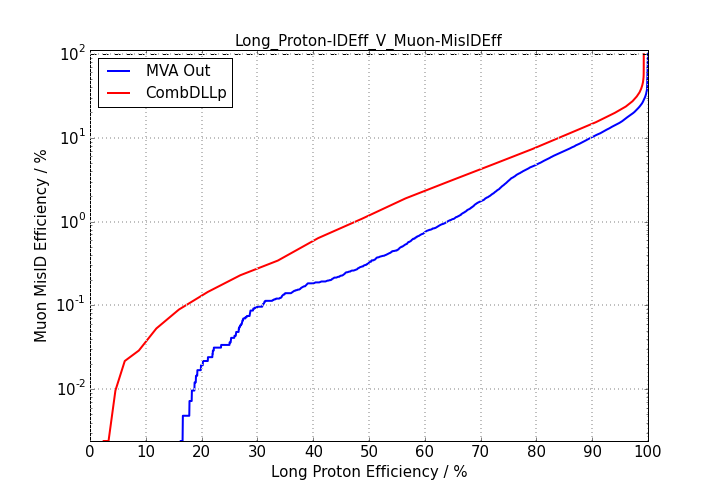 Long_Proton-IDEff_V_Muon-MisIDEff
MVA Out
CombDLLp
Muon MisID Efficiency / %
10²
10¹
10⁰
10⁻¹
10⁻²
0 10 20 30 40 50 60 70 80 90 100
Long Proton Efficiency / %